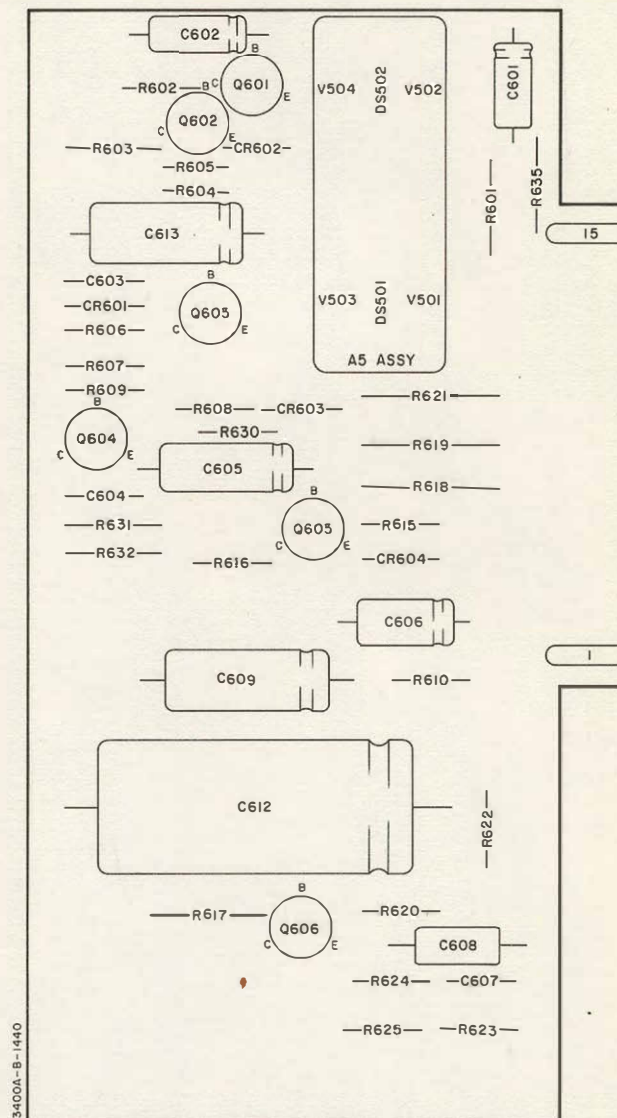 C602
B
R602
B
C
Q601
E
Q602
C
E
R603
CR602
R605
R604
C613
C603
CR601
R606
B
Q603
C
E
R607
R609
B
Q604
C
E
R608
CR603
R630
C605
C604
R631
R632
B
Q605
C
E
R616
V504
DS502
V502
V503
DS501
V501
A5 ASSY
C601
R601
R635
15
R621
R619
R618
R615
CR604
C606
1
C609
R610
C612
R622
B
R617
Q606
C
E
R620
C608
R624
C607
R625
R623
3400A-B-1440